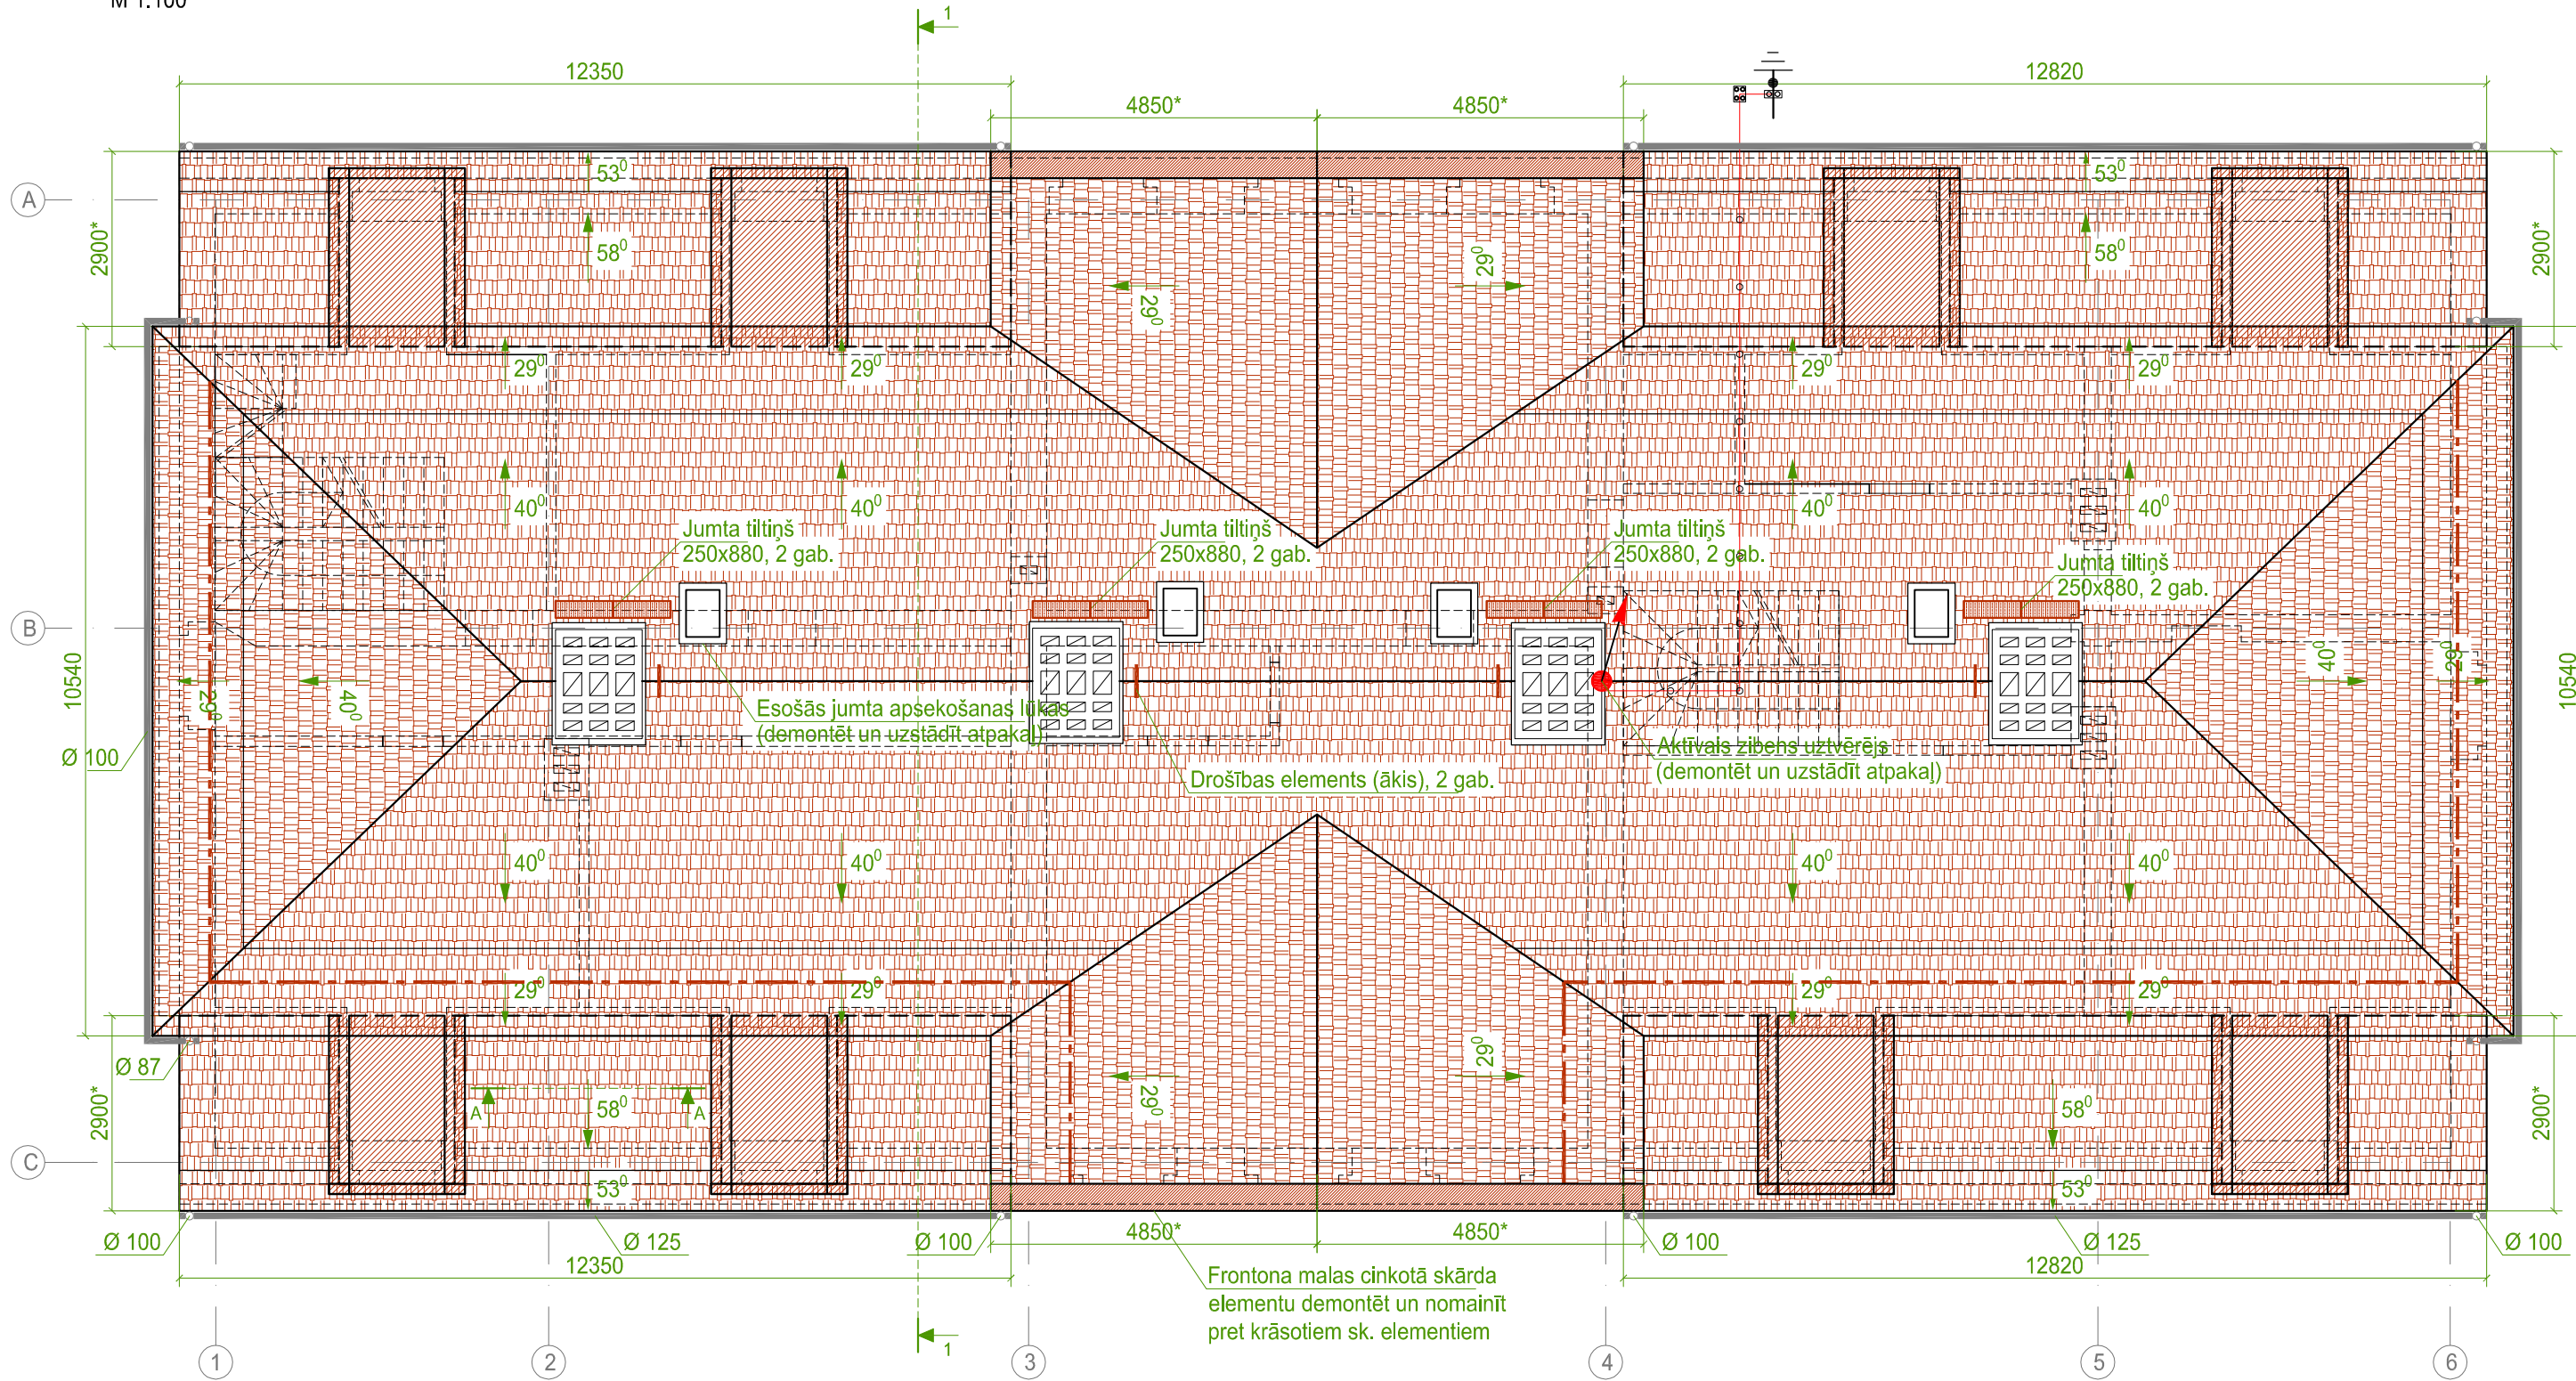 M 1:100
1
12350
12820
4850*
4850*
53⁰
53⁰
A
2900*
58⁰
58⁰
2900*
29⁰
29⁰
29⁰
29⁰
29⁰
29⁰
40⁰
40⁰
40⁰
40⁰
Jumta tiltiņš
250x880, 2 gab.
Jumta tiltiņš
250x880, 2 gab.
Jumta tiltiņš
250x880, 2 gab.
Jumta tiltiņš
250x880, 2 gab.
B
10540
29⁰
40⁰
40⁰
29⁰
10540
Esošās jumta apsekošanas lūkas
(demontēt un uzstādīt atpakaļ)
Aktīvais zibens uztvērējs
(demontēt un uzstādīt atpakaļ)
Ø 100
Drošības elements (āķis), 2 gab.
40⁰
40⁰
40⁰
40⁰
29⁰
29⁰
29⁰
29⁰
Ø 87
29⁰
29⁰
2900*
A
A
58⁰
58⁰
2900*
C
53⁰
53⁰
Ø 100
Ø 125
Ø 100
4850*
4850*
Ø 100
Ø 125
Ø 100
12350
12820
Frontona malas cinkotā skārda
elementu demontēt un nomainīt
pret krāsotiem sk. elementiem
1
1
2
3
4
5
6